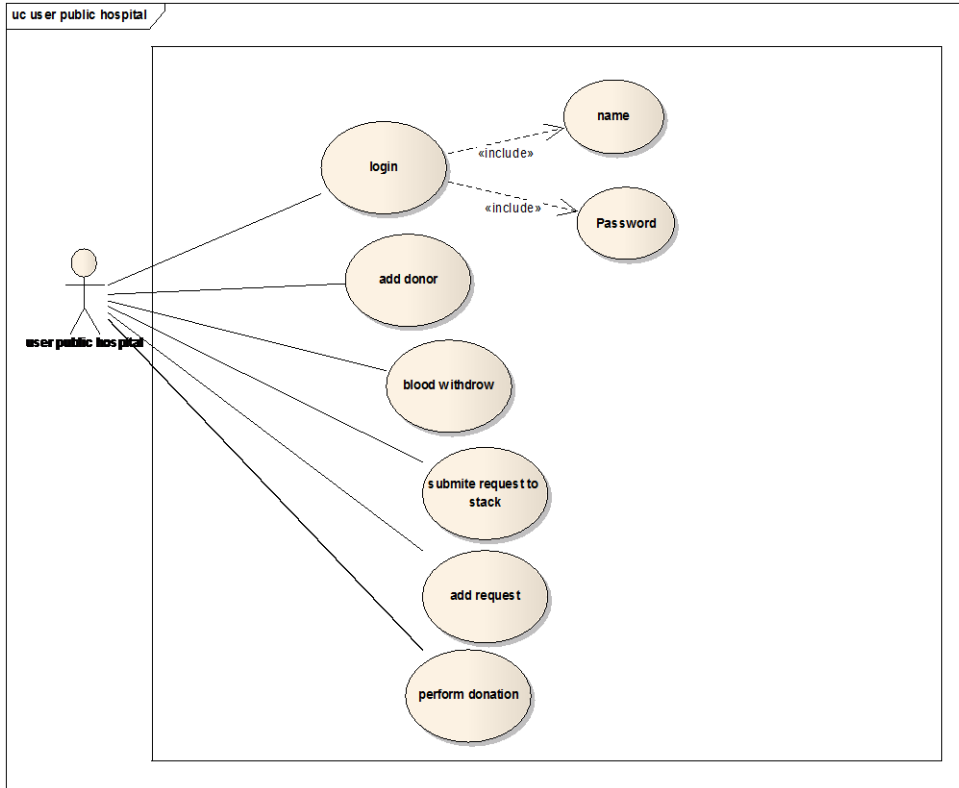 uc user public hospital
name
login
«include»
«include»
Password
add donor
user public hospital
blood withdrow
submite request to
stack
add request
perform donation